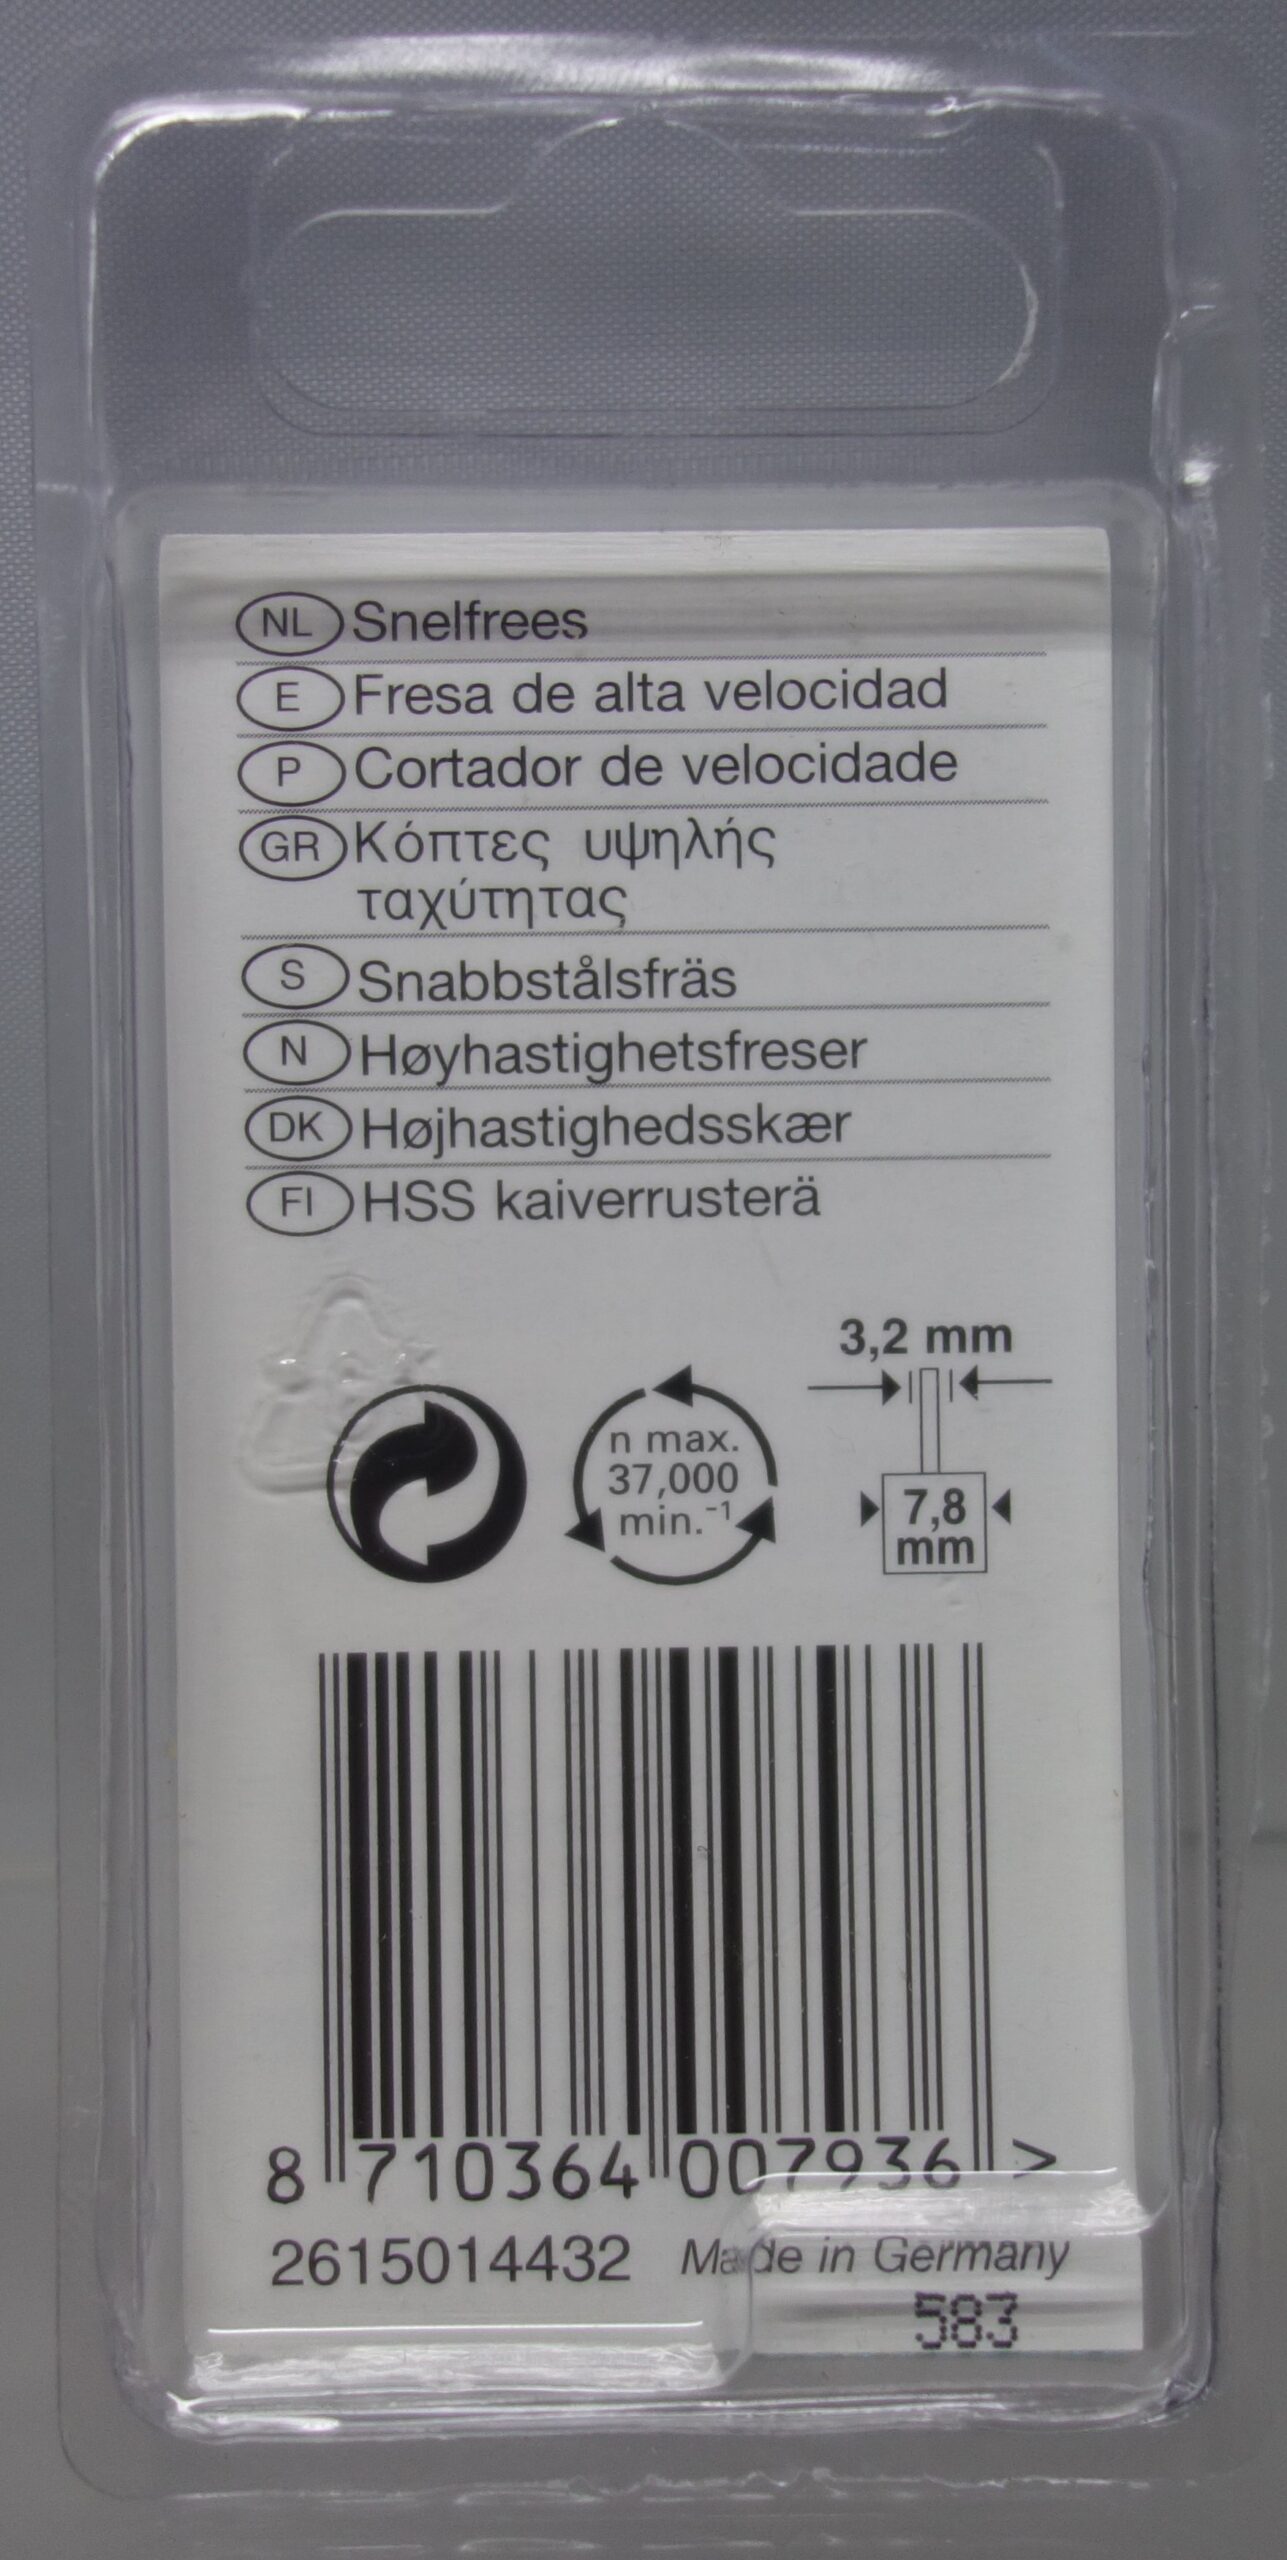 NL Snelfrees
E Fresa de alta velocidad
P Cortador de velocidade
GR Κόπτες υψηλής
ταχύτητας
S Snabbstålsfräs
N Høyhastighetsfreser
DK Højhastighedsskær
FI HSS kaiverrusterä
3,2 mm
n max.
37,000
min.⁻¹
7,8
mm
8 710364 007936 >
2615014432 Made in Germany
583